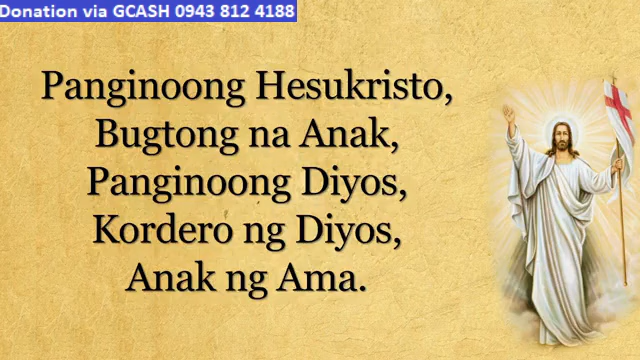 Donation via GCASH 0943 812 4188
Panginoong Hesukristo,
Bugtong na Anak,
Panginoong Diyos,
Kordero ng Diyos,
Anak ng Ama.